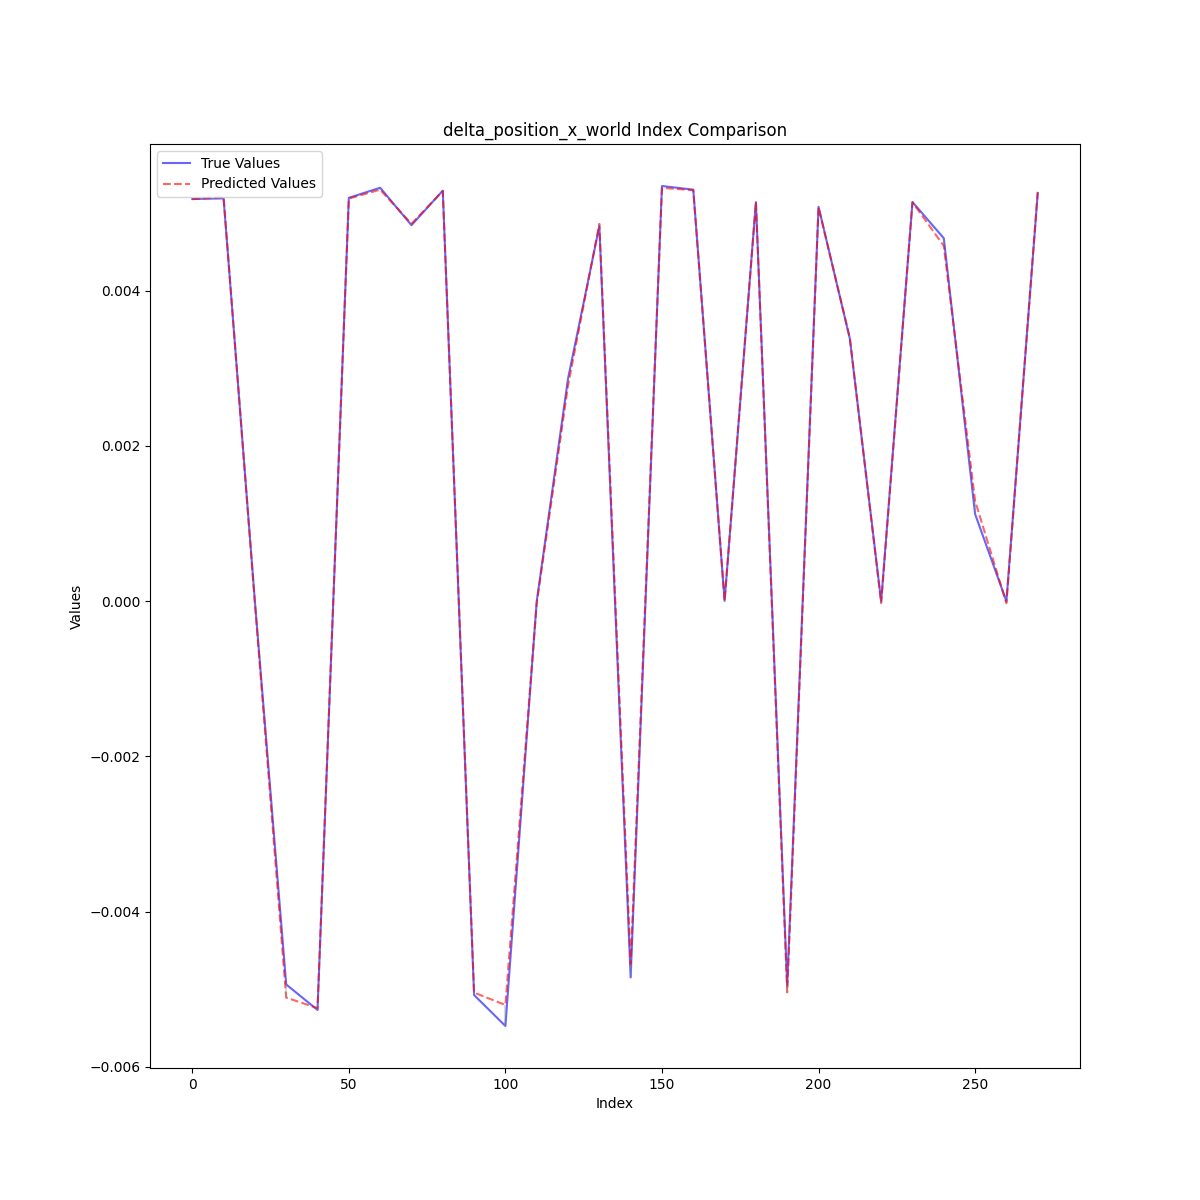 delta_position_x_world Index Comparison
True Values
Predicted Values
0.004
0.002
0.000
−0.002
−0.004
−0.006
Values
0 50 100 150 200 250
Index